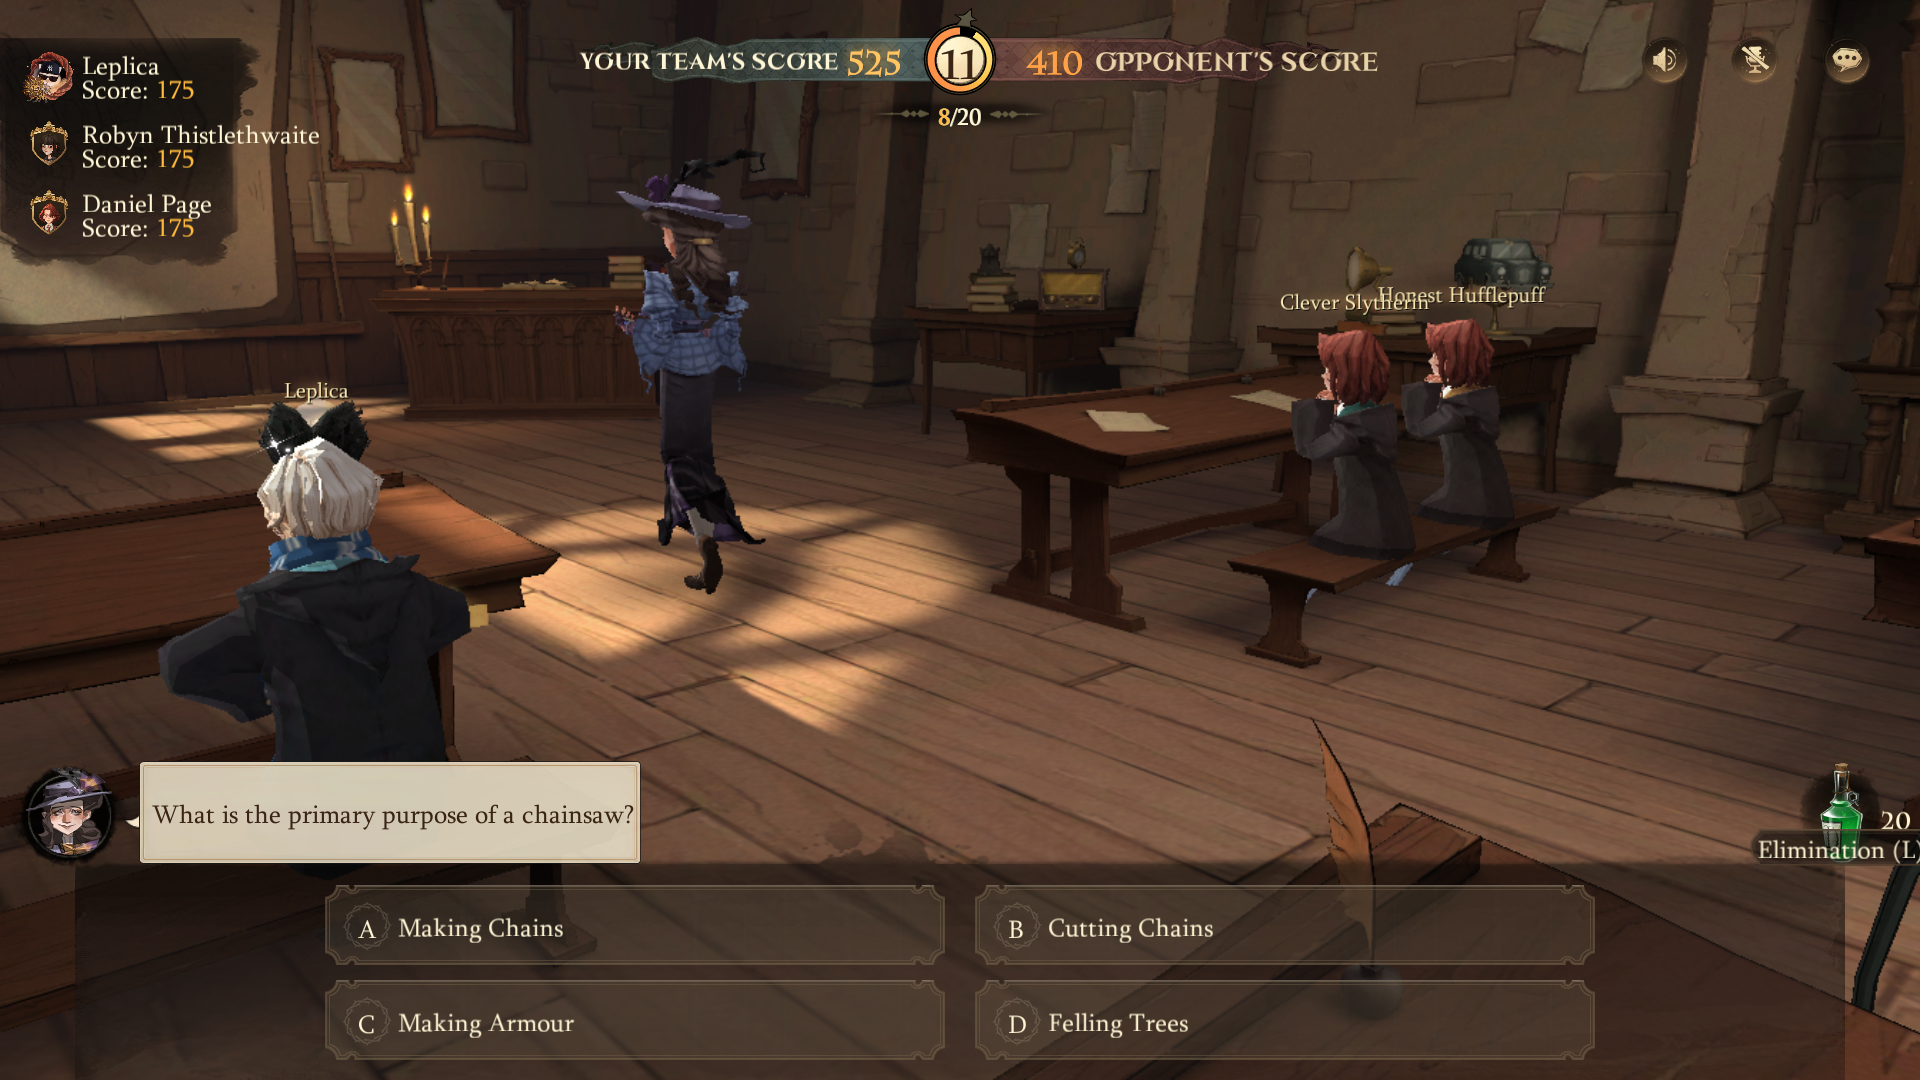 Leplica
Score: 175
Robyn Thistlethwaite
Score: 175
Daniel Page
Score: 175
YOUR TEAM'S SCORE 525
11
410 OPPONENT'S SCORE
8/20
Clever Slytherin
Honest Hufflepuff
Leplica
What is the primary purpose of a chainsaw?
20
Elimination (L)
A Making Chains
B Cutting Chains
C Making Armour
D Felling Trees